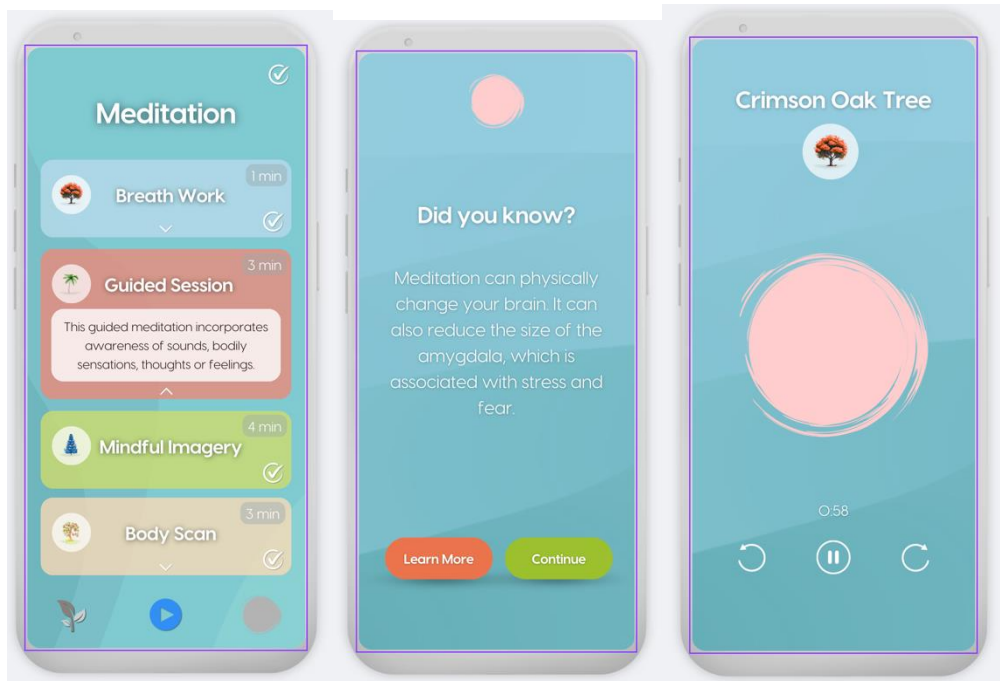 Meditation
1 min
Breath Work
3 min
Guided Session
This guided meditation incorporates
awareness of sounds, bodily
sensations, thoughts or feelings.
4 min
Mindful Imagery
3 min
Body Scan
Did you know?
Meditation can physically
change your brain. It can
also reduce the size of the
amygdala, which is
associated with stress and
fear.
Learn More
Continue
Crimson Oak Tree
0:58